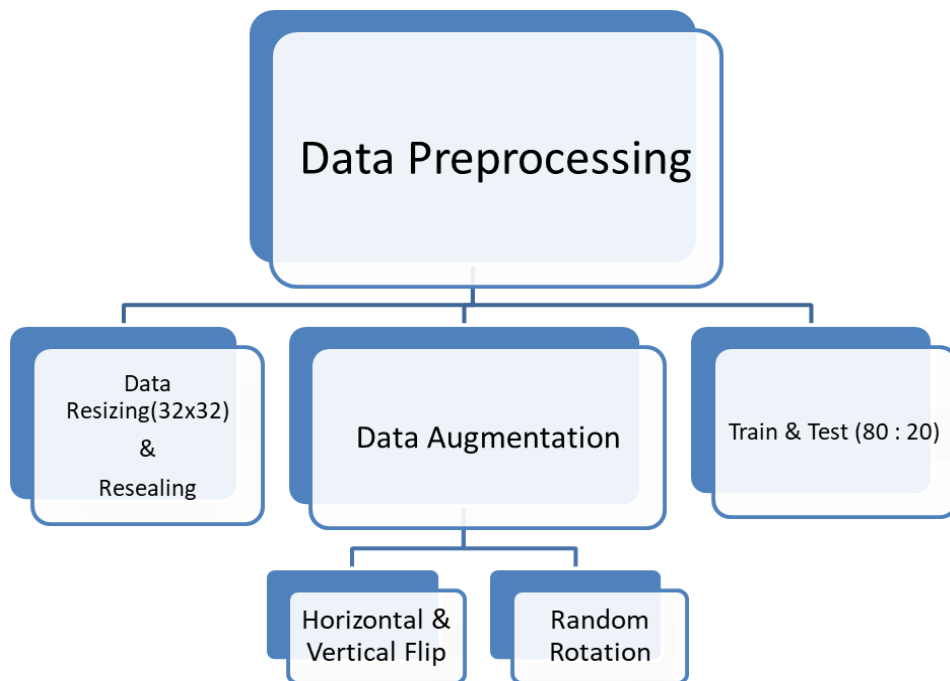 Data Preprocessing
Data
Resizing(32x32)
&
Resealing
Data Augmentation
Train & Test (80 : 20)
Horizontal &
Vertical Flip
Random
Rotation